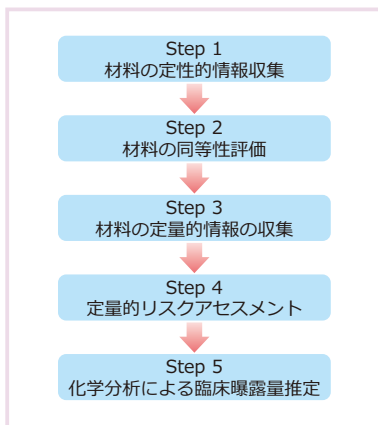 Step 1
材料の定性的情報収集
Step 2
材料の同等性評価
Step 3
材料の定量的情報の収集
Step 4
定量的リスクアセスメント
Step 5
化学分析による臨床曝露量推定